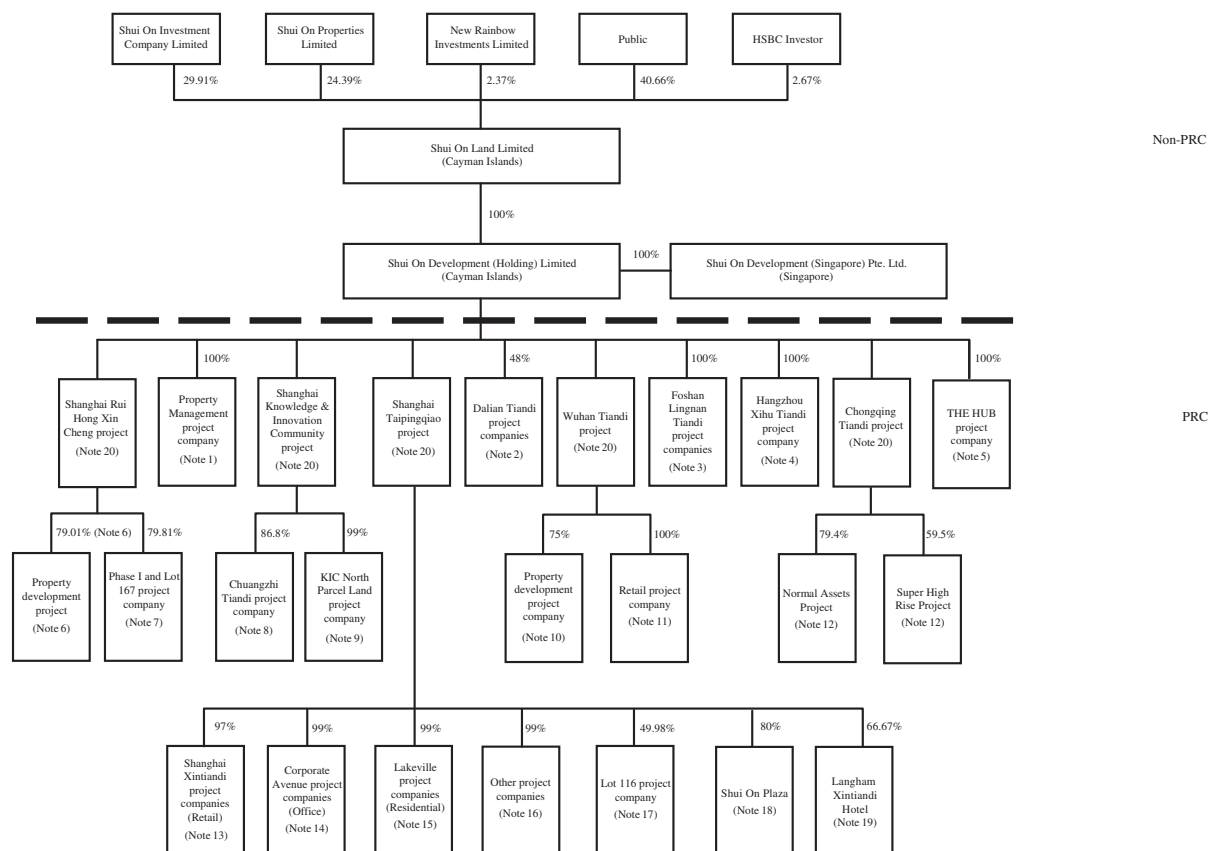 Shui On Investment
Company Limited
Shui On Properties
Limited
New Rainbow
Investments Limited
Public
HSBC Investor
29.91%
24.39%
2.37%
40.66%
2.67%
Shui On Land Limited
(Cayman Islands)
Non-PRC
100%
Shui On Development (Holding) Limited
(Cayman Islands)
100%
Shui On Development (Singapore) Pte. Ltd.
(Singapore)
100%
48%
100%
100%
100%
Shanghai Rui
Hong Xin
Cheng project
(Note 20)
Property
Management
project
company
(Note 1)
Shanghai
Knowledge &
Innovation
Community
project
(Note 20)
Shanghai
Taipingqiao
project
(Note 20)
Dalian Tiandi
project
companies
(Note 2)
Wuhan Tiandi
project
(Note 20)
Foshan
Lingnan
Tiandi
project
companies
(Note 3)
Hangzhou
Xihu Tiandi
project
company
(Note 4)
Chongqing
Tiandi project
(Note 20)
THE HUB
project
company
(Note 5)
PRC
79.01% (Note 6)
79.81%
86.8%
99%
75%
100%
79.4%
59.5%
Property
development
project
(Note 6)
Phase I and Lot
167 project
company
(Note 7)
Chuangzhi
Tiandi project
company
(Note 8)
KIC North
Parcel Land
project
company
(Note 9)
Property
development
project
company
(Note 10)
Retail project
company
(Note 11)
Normal Assets
Project
(Note 12)
Super High
Rise Project
(Note 12)
97%
99%
99%
99%
49.98%
80%
66.67%
Shanghai
Xintiandi
project
companies
(Retail)
(Note 13)
Corporate
Avenue project
companies
(Office)
(Note 14)
Lakeville
project
companies
(Residential)
(Note 15)
Other project
companies
(Note 16)
Lot 116 project
company
(Note 17)
Shui On Plaza
(Note 18)
Langham
Xintiandi
Hotel
(Note 19)